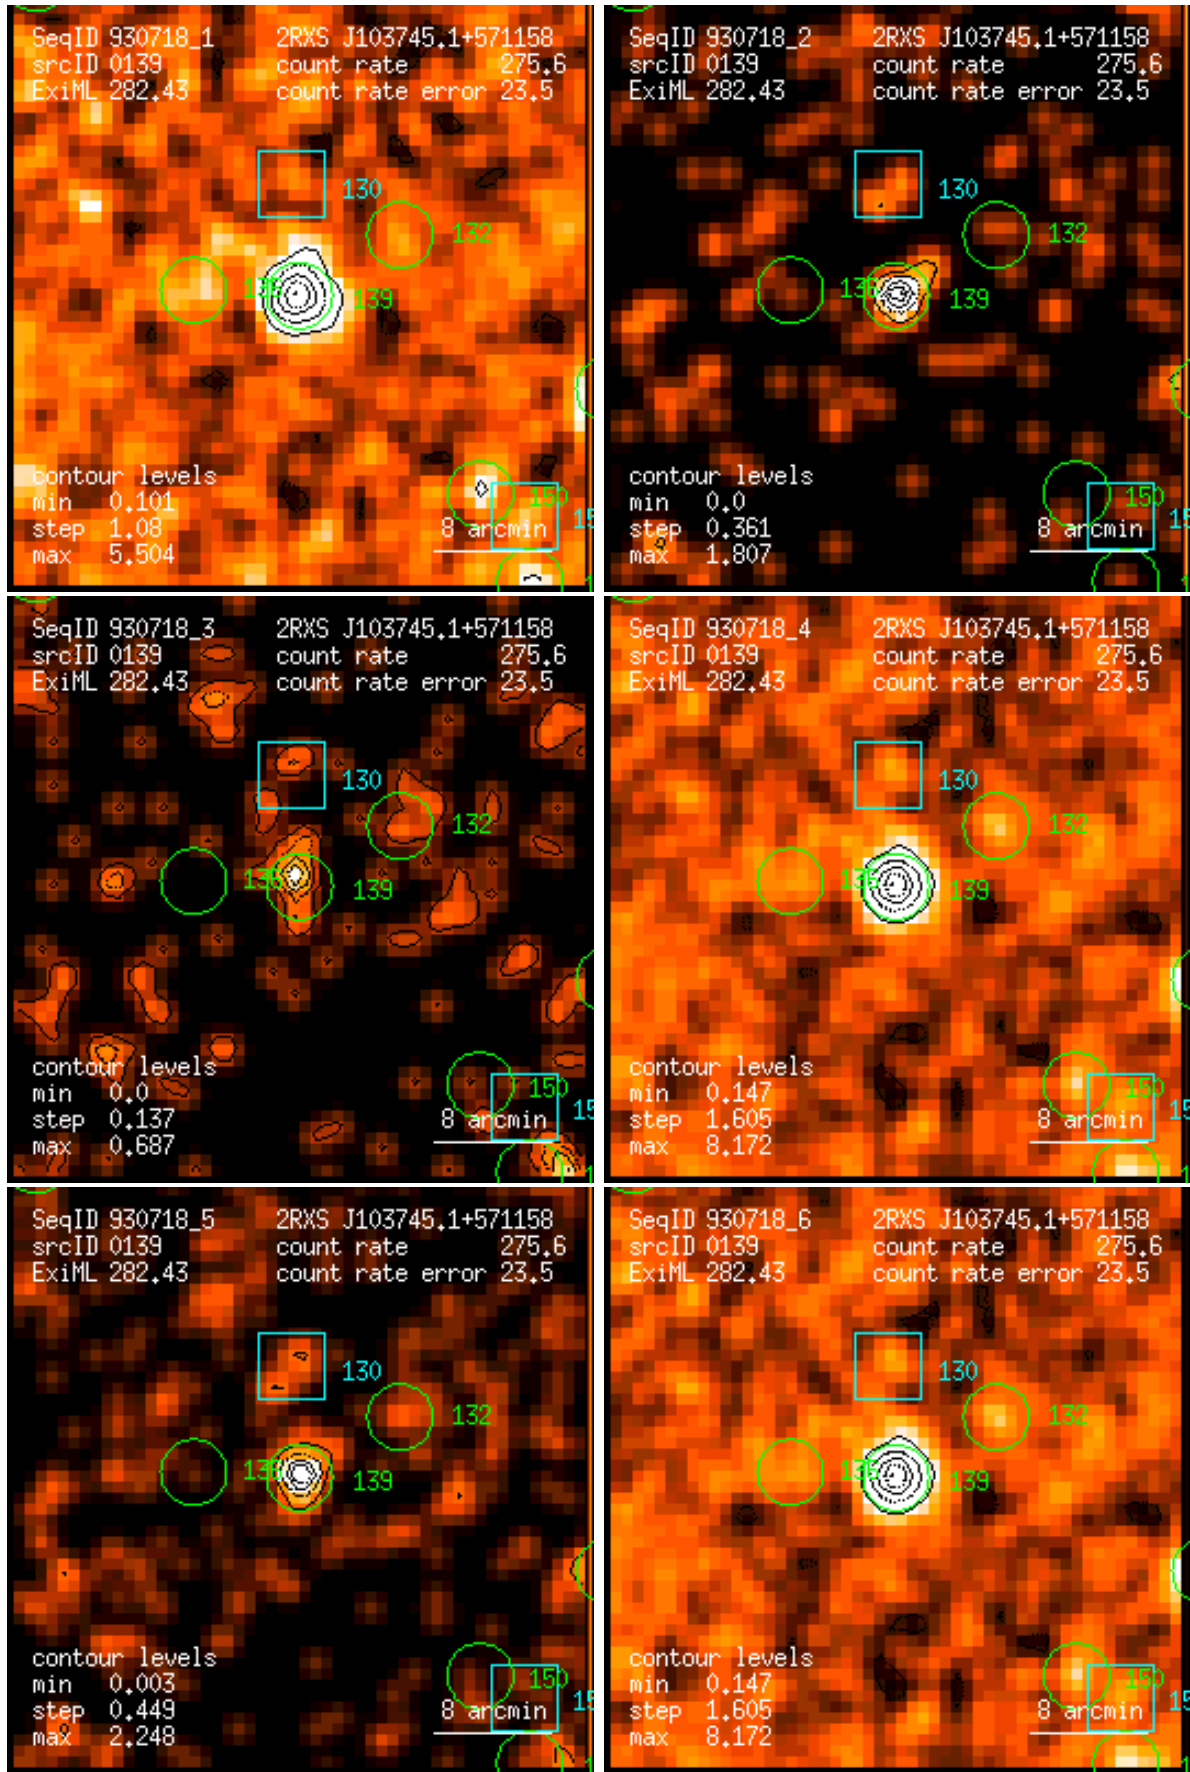 SeqID 930718_1 2RXS J103745.1+571158
srcID 0139 count rate 275.6
ExiML 282.43 count rate error 23.5
130
132
139
contour levels
min 0.101
150
step 1.08
8 arcmin
15
max 5.504
SeqID 930718_2 2RXS J103745.1+571158
srcID 0139 count rate 275.6
ExiML 282.43 count rate error 23.5
130
132
139
contour levels
min 0.0
150
step 0.361
8 arcmin
max 1.807
SeqID 930718_3 2RXS J103745.1+571158
srcID 0139 count rate 275.6
ExiML 282.43 count rate error 23.5
130
132
139
contour levels
min 0.0
150
step 0.137
8 arcmin
15
max 0.687
SeqID 930718_4 2RXS J103745.1+571158
srcID 0139 count rate 275.6
ExiML 282.43 count rate error 23.5
130
132
139
contour levels
min 0.147
150
step 1.605
8 arcmin
max 8.172
SeqID 930718_5 2RXS J103745.1+571158
srcID 0139 count rate 275.6
ExiML 282.43 count rate error 23.5
130
132
139
contour levels
min 0.003
150
step 0.449
8 arcmin
15
max 2.248
SeqID 930718_6 2RXS J103745.1+571158
srcID 0139 count rate 275.6
ExiML 282.43 count rate error 23.5
130
132
139
contour levels
min 0.147
150
step 1.605
8 arcmin
max 8.172